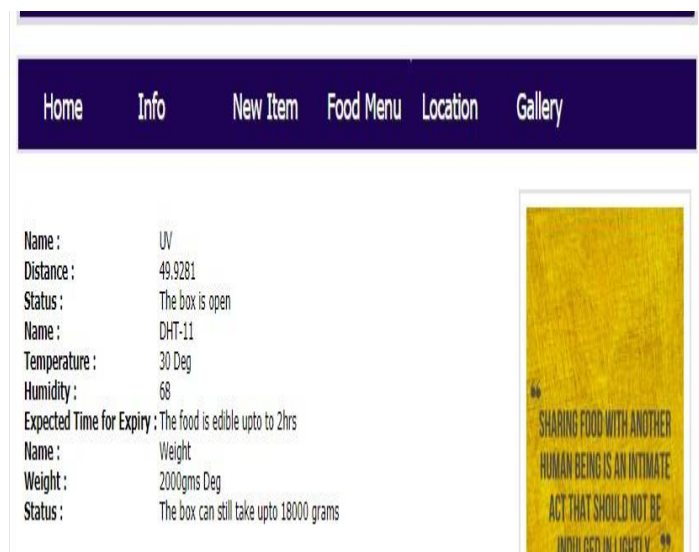 Home Info New Item Food Menu Location Gallery
Name : UV
Distance : 49.9281
Status : The box is open
Name : DHT-11
Temperature : 30 Deg
Humidity : 68
Expected Time for Expiry : The food is edible upto to 2hrs
Name : Weight
Weight : 2000gms Deg
Status : The box can still take upto 18000 grams
“
SHARING FOOD WITH ANOTHER
HUMAN BEING IS AN INTIMATE
ACT THAT SHOULD NOT BE
INDULGED IN LIGHTLY ”